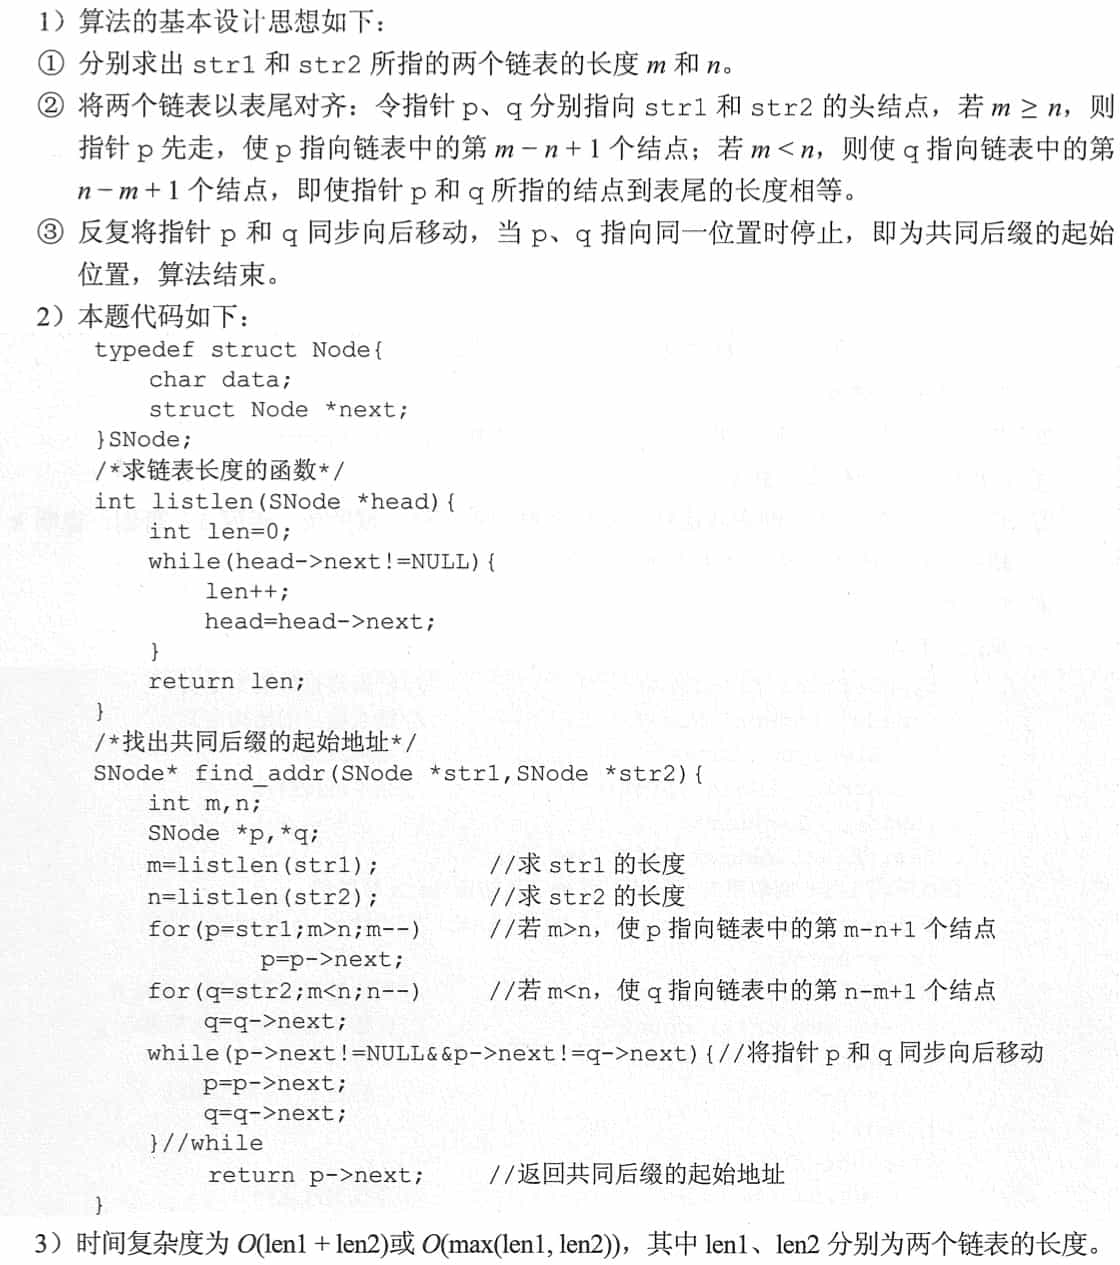 1）算法的基本设计思想如下：
① 分别求出 str1 和 str2 所指的两个链表的长度 m 和 n。
② 将两个链表以表尾对齐：令指针 p、q 分别指向 str1 和 str2 的头结点，若 m ≥ n，则
指针 p 先走，使 p 指向链表中的第 m − n + 1 个结点；若 m < n，则使 q 指向链表中的第
n − m + 1 个结点，即使指针 p 和 q 所指的结点到表尾的长度相等。
③ 反复将指针 p 和 q 同步向后移动，当 p、q 指向同一位置时停止，即为共同后缀的起始
位置，算法结束。
2）本题代码如下：
typedef struct Node{
char data;
struct Node *next;
}SNode;
/*求链表长度的函数*/
int listlen(SNode *head){
int len=0;
while(head->next!=NULL){
len++;
head=head->next;
}
return len;
}
/*找出共同后缀的起始地址*/
SNode* find_addr(SNode *str1,SNode *str2){
int m,n;
SNode *p,*q;
m=listlen(str1); //求 str1 的长度
n=listlen(str2); //求 str2 的长度
for(p=str1;m>n;m--) //若 m>n，使 p 指向链表中的第 m-n+1 个结点
p=p->next;
for(q=str2;m<n;n--) //若 m<n，使 q 指向链表中的第 n-m+1 个结点
q=q->next;
while(p->next!=NULL&&p->next!=q->next){//将指针 p 和 q 同步向后移动
p=p->next;
q=q->next;
}//while
return p->next; //返回共同后缀的起始地址
}
3）时间复杂度为 O(len1 + len2)或 O(max(len1, len2))，其中 len1、len2 分别为两个链表的长度。